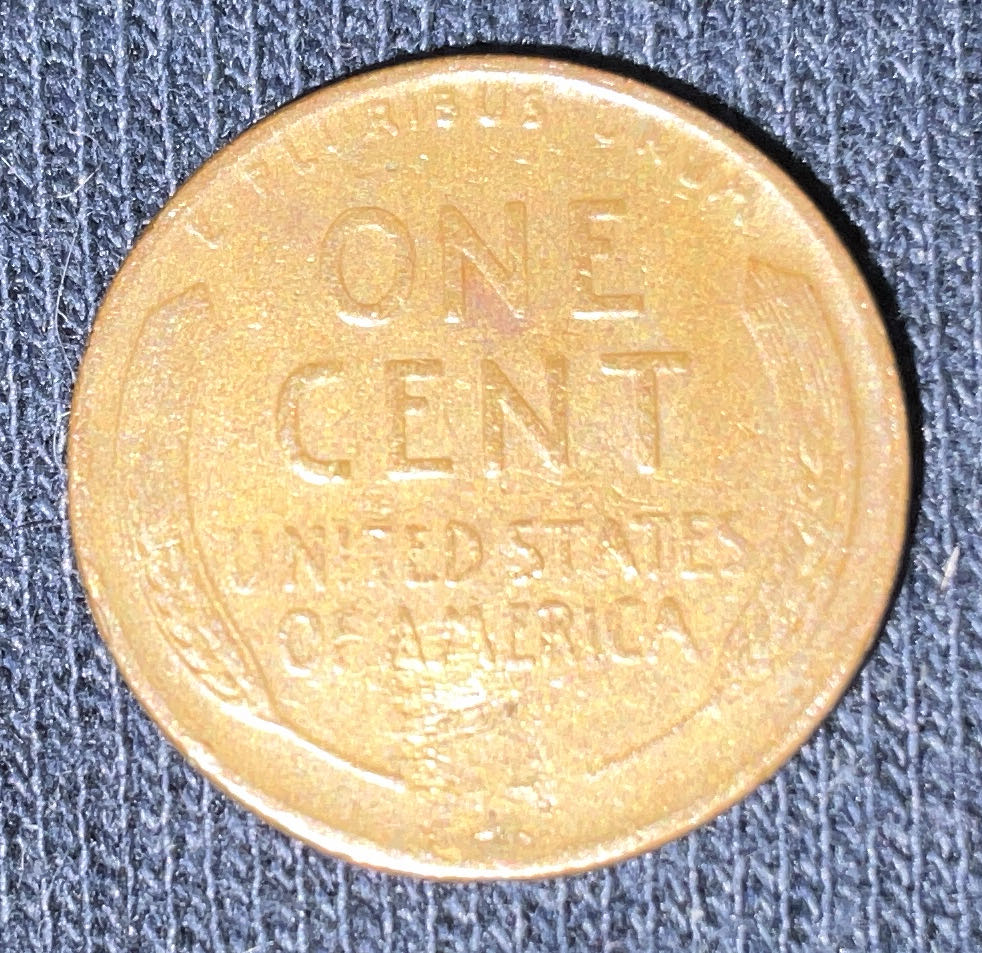 E PLURIBUS UNUM
ONE
CENT
UNITED STATES
OF AMERICA